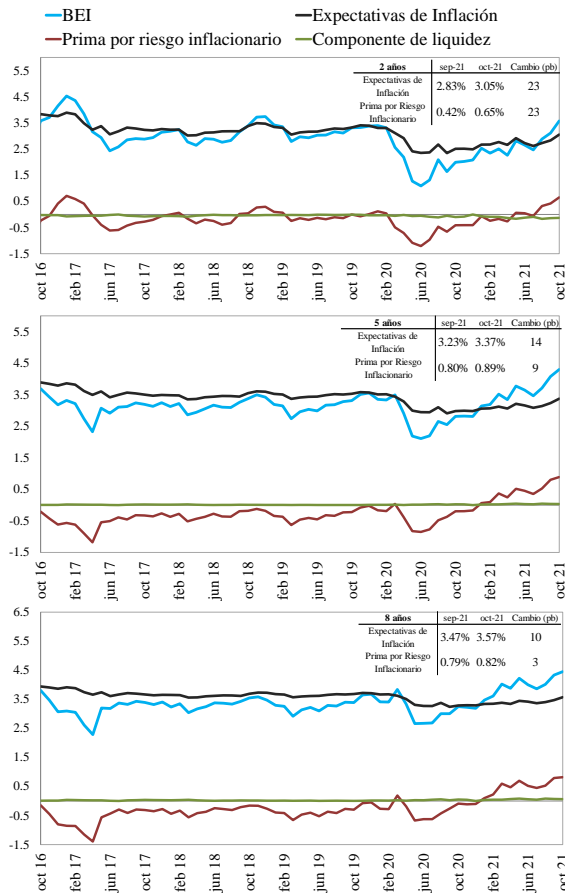 BEI
Expectativas de Inflación
Prima por riesgo inflacionario
Componente de liquidez
5.5
4.5
3.5
2.5
1.5
0.5
-0.5
-1.5
2 años sep-21 oct-21 Cambio (pb)
Expectativas de Inflación 2.83% 3.05% 23
Prima por Riesgo Inflacionario 0.42% 0.65% 23
oct 16
feb 17
jun 17
oct 17
feb 18
jun 18
oct 18
feb 19
jun 19
oct 19
feb 20
jun 20
oct 20
feb 21
jun 21
oct 21
5.5
4.5
3.5
2.5
1.5
0.5
-0.5
-1.5
5 años sep-21 oct-21 Cambio (pb)
Expectativas de Inflación 3.23% 3.37% 14
Prima por Riesgo Inflacionario 0.80% 0.89% 9
oct 16
feb 17
jun 17
oct 17
feb 18
jun 18
oct 18
feb 19
jun 19
oct 19
feb 20
jun 20
oct 20
feb 21
jun 21
oct 21
6.5
5.5
4.5
3.5
2.5
1.5
0.5
-0.5
-1.5
8 años sep-21 oct-21 Cambio (pb)
Expectativas de Inflación 3.47% 3.57% 10
Prima por Riesgo Inflacionario 0.79% 0.82% 3
oct 16
feb 17
jun 17
oct 17
feb 18
jun 18
oct 18
feb 19
jun 19
oct 19
feb 20
jun 20
oct 20
feb 21
jun 21
oct 21